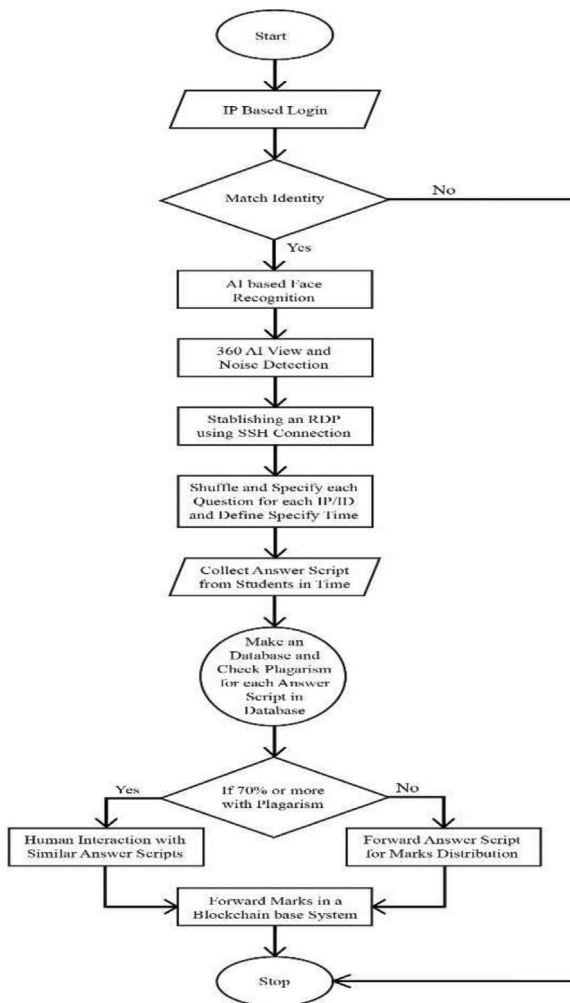 Start
IP Based Login
Match Identity
No
Yes
AI based Face
Recognition
360 AI View and
Noise Detection
Stablishing an RDP
using SSH Connection
Shuffle and Specify each
Question for each IP/ID
and Define Specify Time
Collect Answer Script
from Students in Time
Make an
Database and
Check Plagarism
for each Answer
Script in
Database
If 70% or more
with Plagarism
Yes
No
Human Interaction with
Similar Answer Scripts
Forward Answer Script
for Marks Distribution
Forward Marks in a
Blockchain base System
Stop